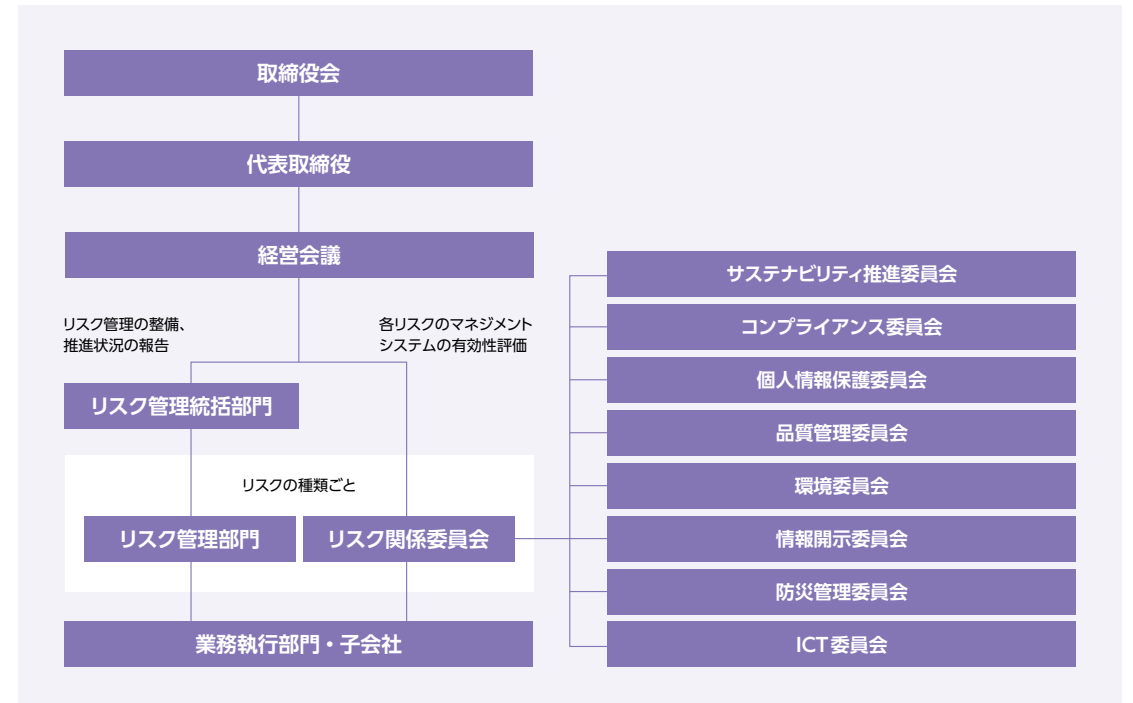 取締役会
代表取締役
経営会議
リスク管理の整備、
推進状況の報告
各リスクのマネジメント
システムの有効性評価
リスク管理統括部門
リスクの種類ごと
リスク管理部門
リスク関係委員会
業務執行部門・子会社
サステナビリティ推進委員会
コンプライアンス委員会
個人情報保護委員会
品質管理委員会
環境委員会
情報開示委員会
防災管理委員会
ICT委員会